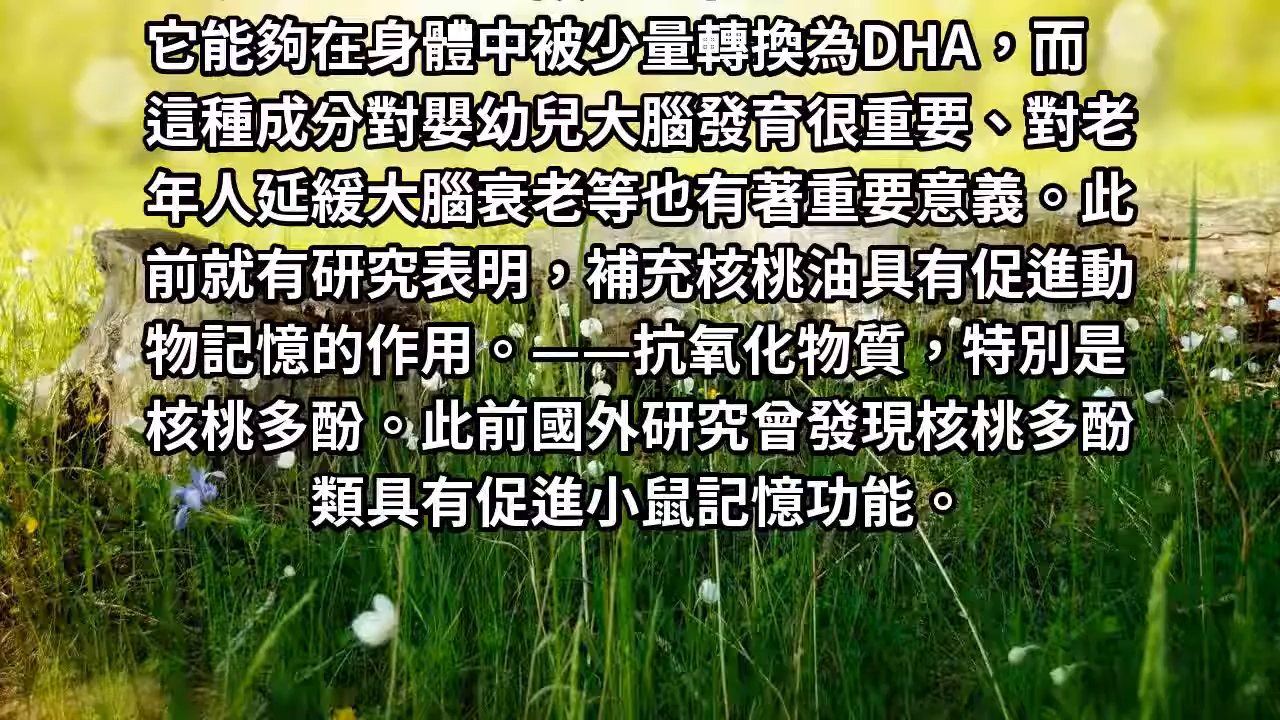 它能夠在身體中被少量轉換為DHA，而
這種成分對嬰幼兒大腦發育很重要、對老
年人延緩大腦衰老等也有著重要意義。此
前就有研究表明，補充核桃油具有促進動
物記憶的作用。——抗氧化物質，特別是
核桃多酚。此前國外研究曾發現核桃多酚
類具有促進小鼠記憶功能。